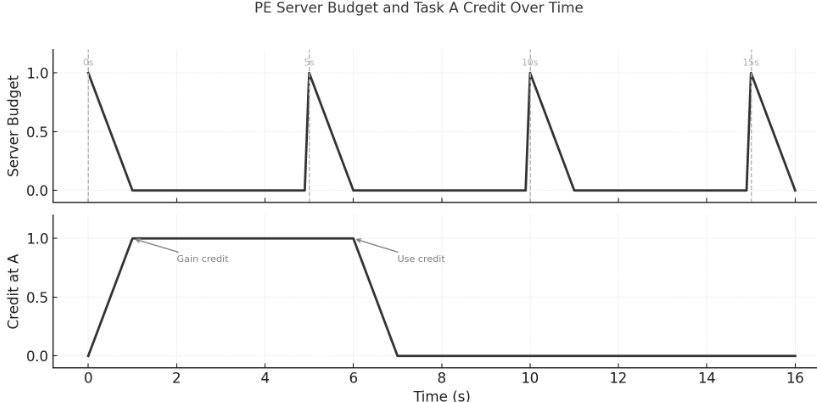 PE Server Budget and Task A Credit Over Time
0s 5s 10s 15s
1.0
0.5
0.0
Server Budget
1.0
0.5
0.0
Credit at A
Gain credit
Use credit
0 2 4 6 8 10 12 14 16
Time (s)